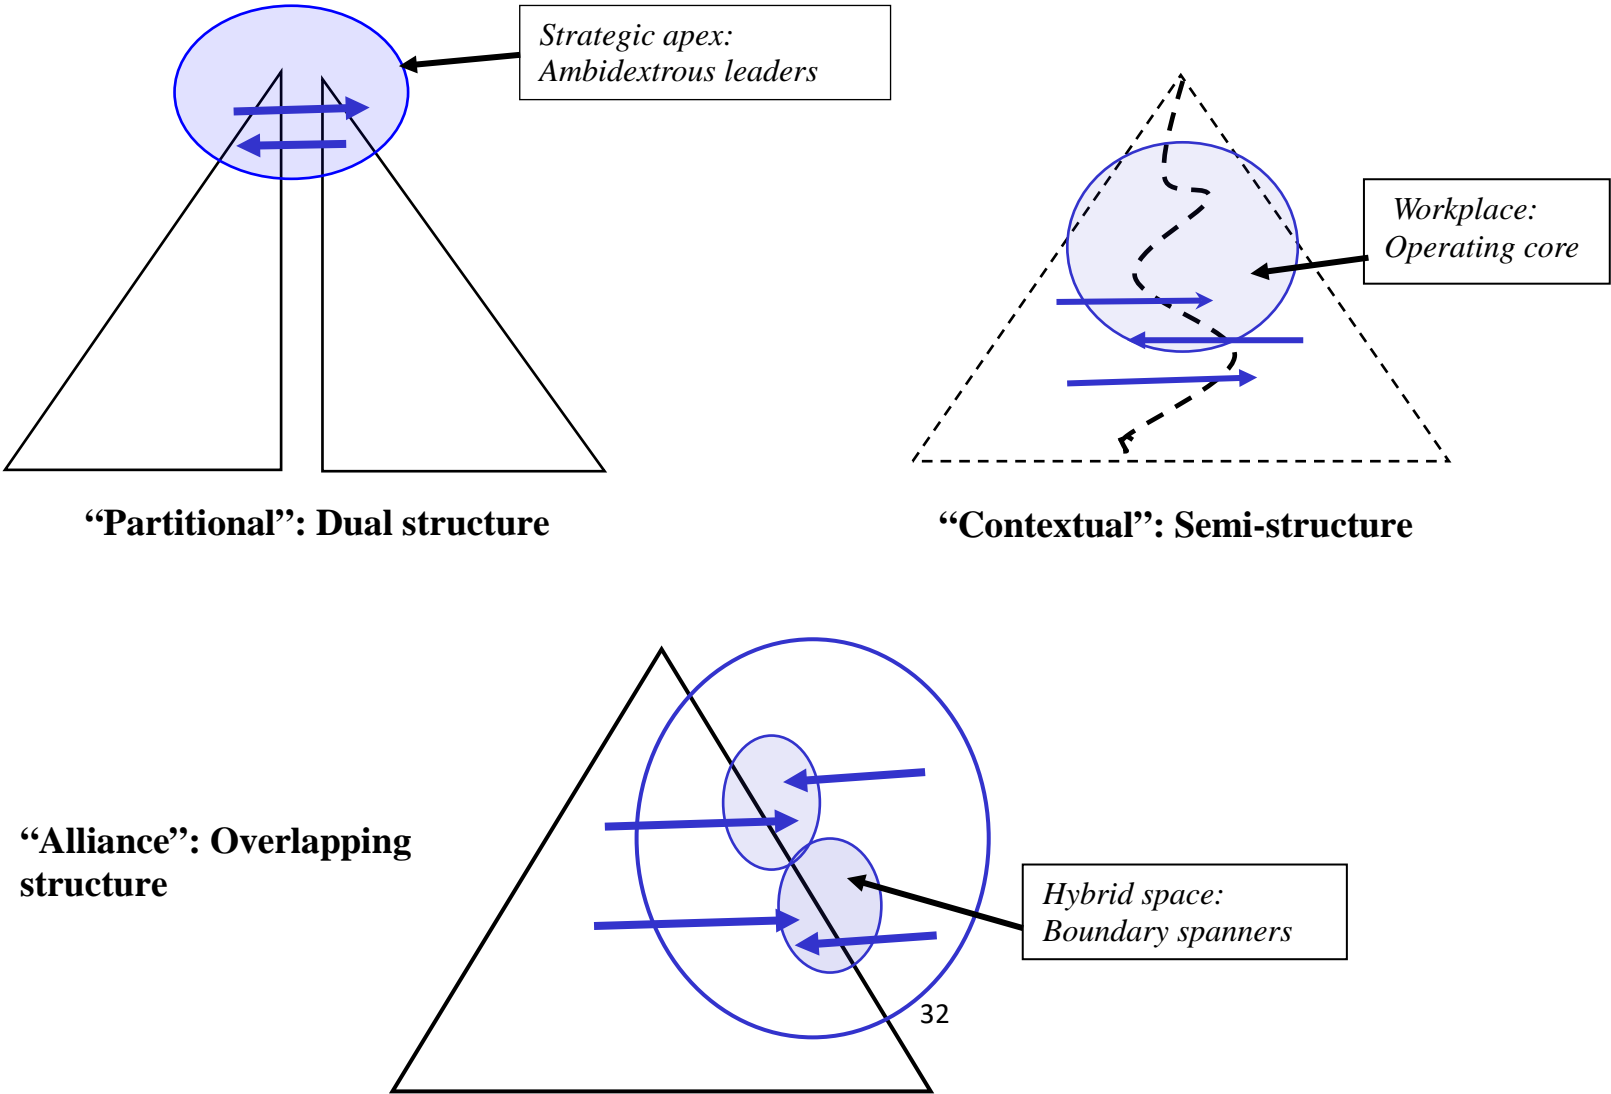 Strategic apex:
Ambidextrous leaders
Workplace:
Operating core
“Partitional”: Dual structure
“Contextual”: Semi-structure
“Alliance”: Overlapping
structure
Hybrid space:
Boundary spanners
32